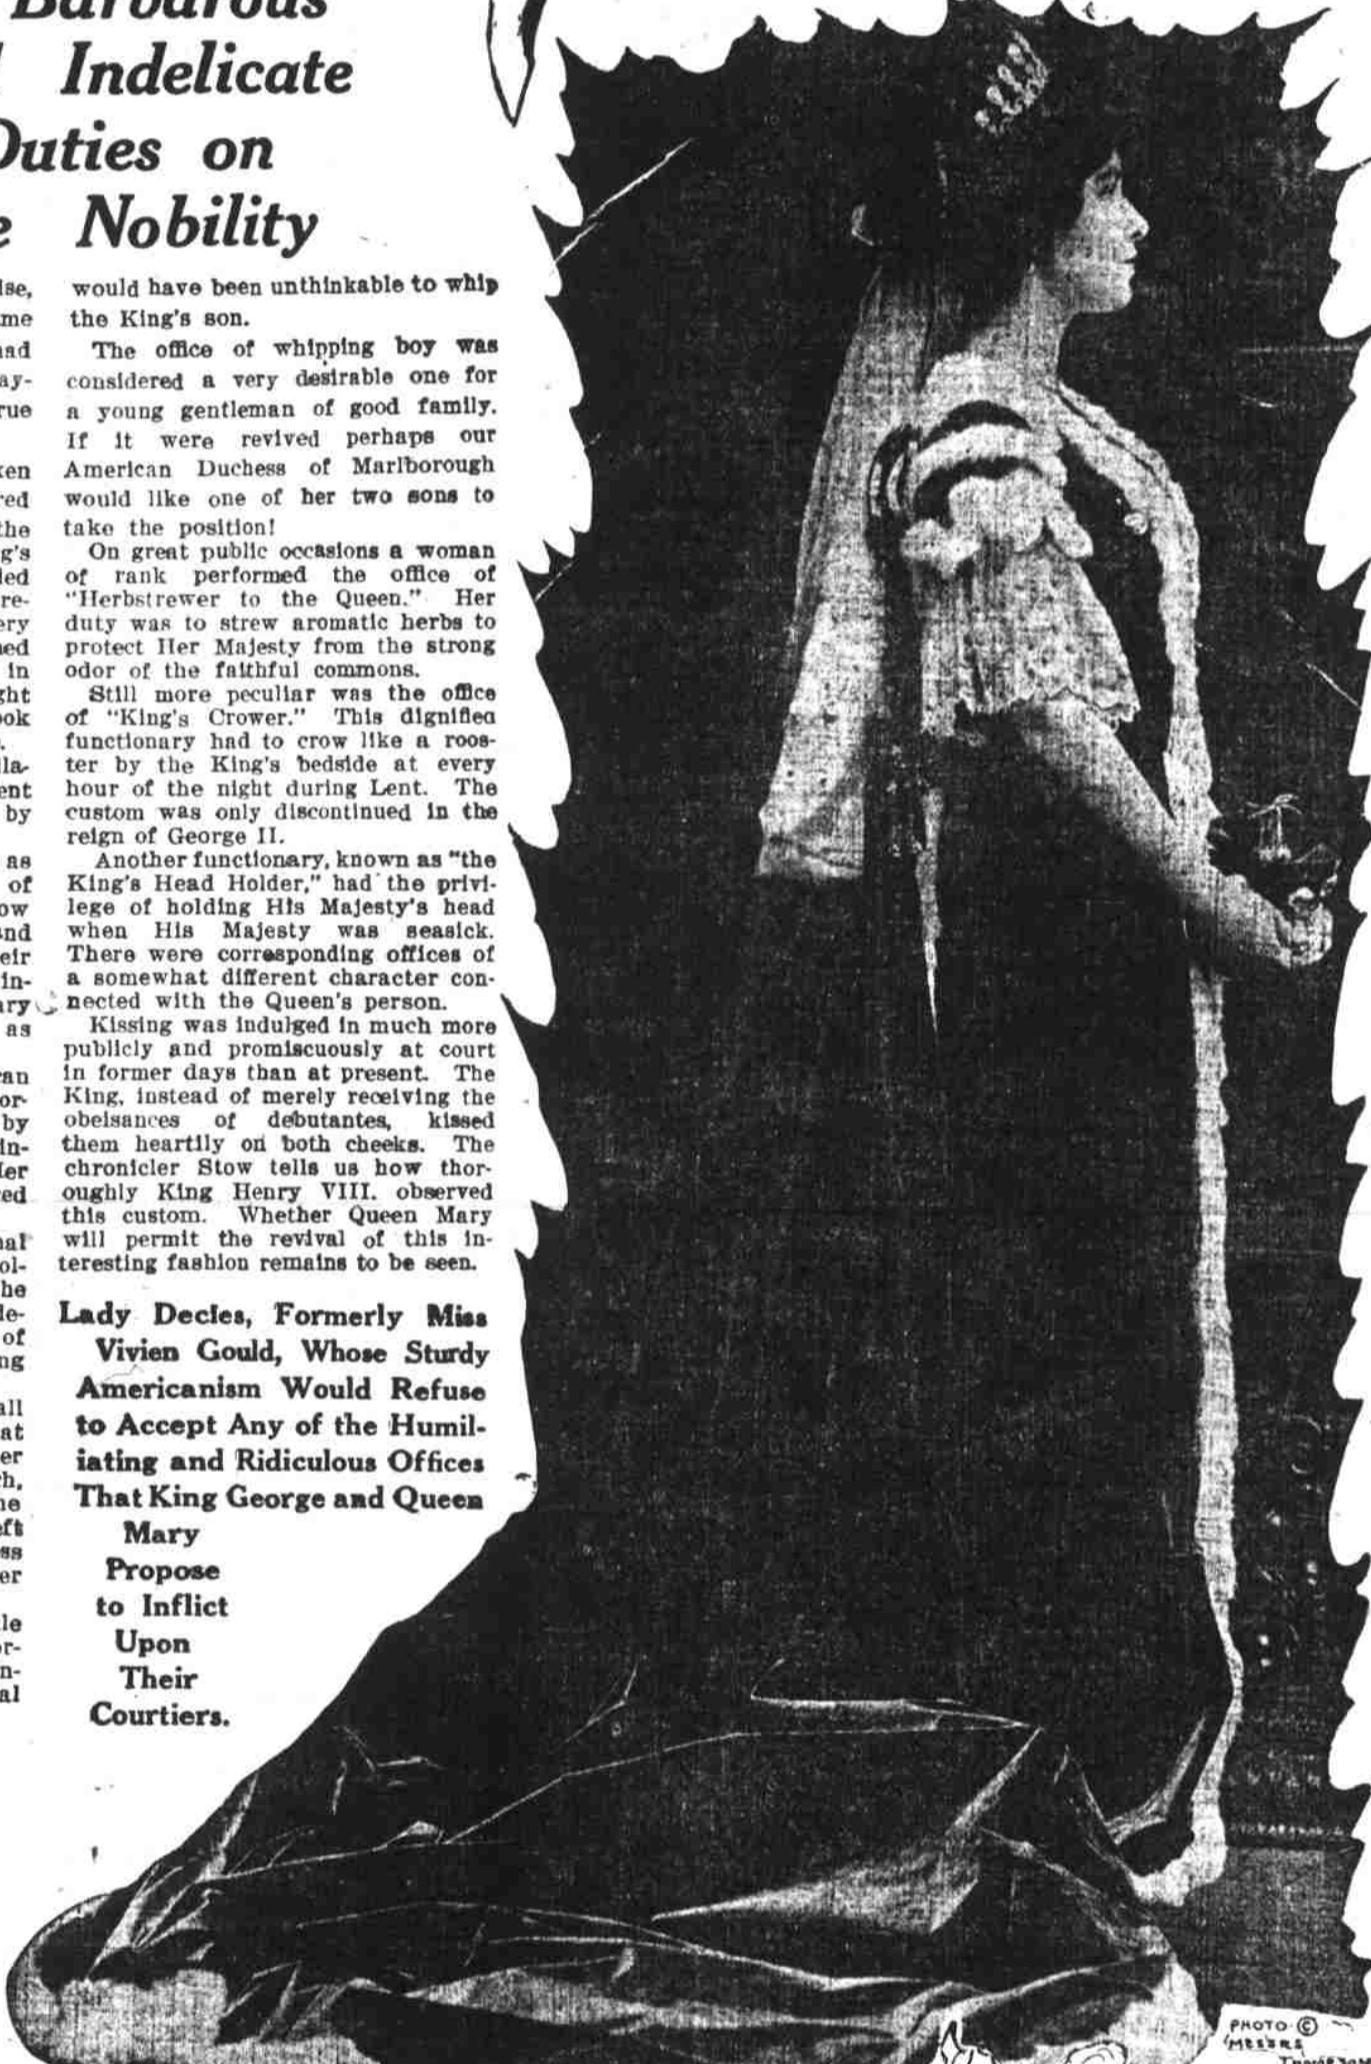 Barbarous
Indelicate
Duties on
Nobility
would have been unthinkable to whip
the King's son.
The office of whipping boy was
considered a very desirable one for
a young gentleman of good family.
If it were revived perhaps our
American Duchess of Marlborough
would like one of her two sons to
take the position!
On great public occasions a woman
of rank performed the office of
"Herbstrewer to the Queen." Her
duty was to strew aromatic herbs to
protect Her Majesty from the strong
odor of the faithful commons.
Still more peculiar was the office
of "King's Crower." This dignified
functionary had to crow like a roos-
ter by the King's bedside at every
hour of the night during Lent. The
custom was only discontinued in the
reign of George II.
Another functionary, known as "the
King's Head Holder," had the privi-
lege of holding His Majesty's head
when His Majesty was seasick.
There were corresponding offices of
a somewhat different character con-
nected with the Queen's person.
Kissing was indulged in much more
publicly and promiscuously at court
in former days than at present. The
King, instead of merely receiving the
obeisances of debutantes, kissed
them heartily on both cheeks. The
chronicler Stow tells us how thor-
oughly King Henry VIII. observed
this custom. Whether Queen Mary
will permit the revival of this in-
teresting fashion remains to be seen.
Lady Decies, Formerly Miss
Vivien Gould, Whose Sturdy
Americanism Would Refuse
to Accept Any of the Humil-
iating and Ridiculous Offices
That King George and Queen
Mary
Propose
to Inflict
Upon
Their
Courtiers.
PHOTO ©
MESSRS